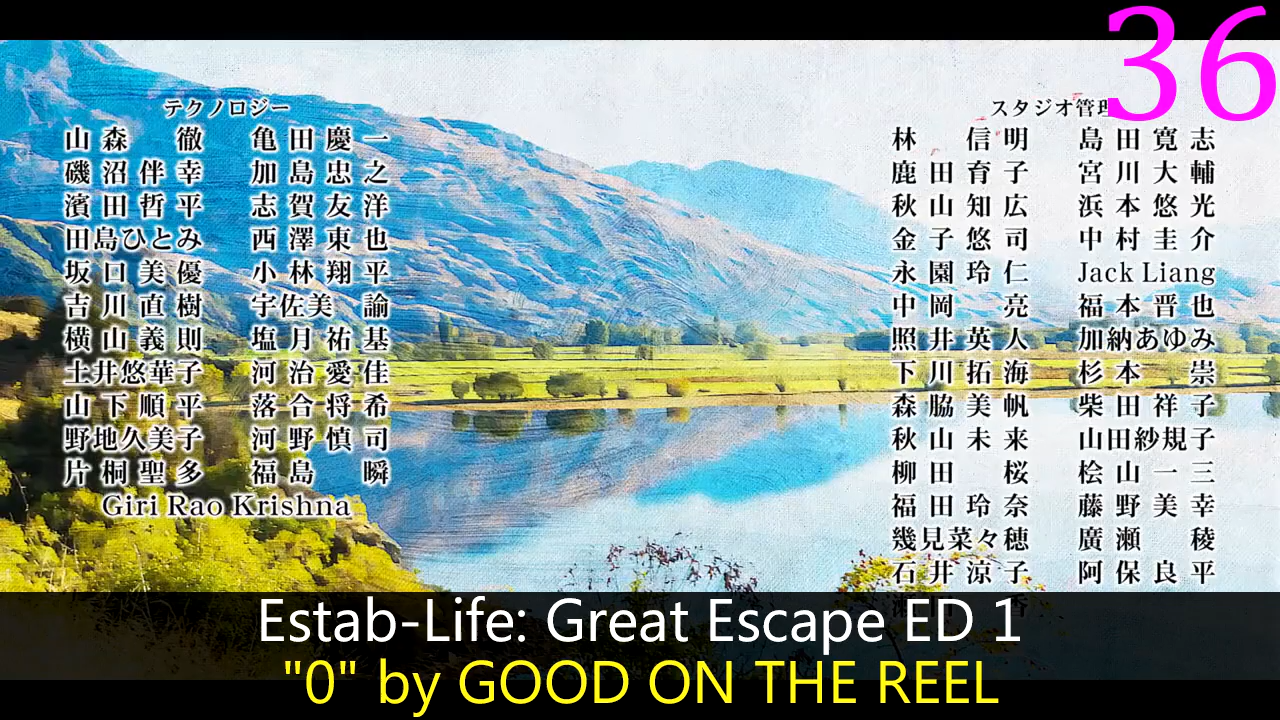 36
テクノロジー
山森 徹 亀田慶一
磯沼伴幸 加島忠之
濱田哲平 志賀友洋
田島ひとみ 西澤東也
坂口美優 小林翔平
吉川直樹 宇佐美 諭
横山義則 塩月祐基
土井悠華子 河治愛佳
山下順平 落合将希
野地久美子 河野慎司
片桐聖多 福島 瞬
Giri Rao Krishna
スタジオ管理
林 信明 島田寛志
鹿田育子 宮川大輔
秋山知広 浜本悠光
金子悠司 中村圭介
永園玲仁 Jack Liang
中岡 亮 福本晋也
照井英人 加納あゆみ
下川拓海 杉本 崇
森脇美帆 柴田祥子
秋山未来 山田紗規子
柳田 桜 桧山一三
福田玲奈 藤野美幸
幾見菜々穂 廣瀬 稜
石井涼子 阿保良平
Estab-Life: Great Escape ED 1
"0" by GOOD ON THE REEL